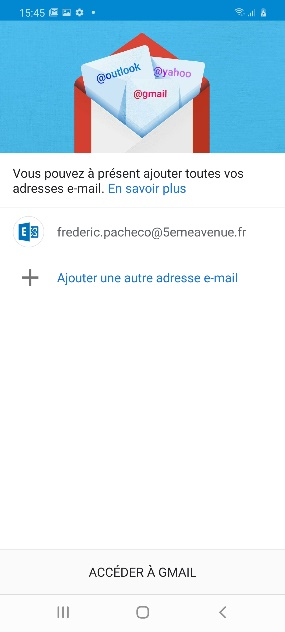 15:45
@outlook
@yahoo
@gmail
Vous pouvez à présent ajouter toutes vos
adresses e-mail. En savoir plus
frederic.pacheco@5emeavenue.fr
Ajouter une autre adresse e-mail
ACCÉDER À GMAIL